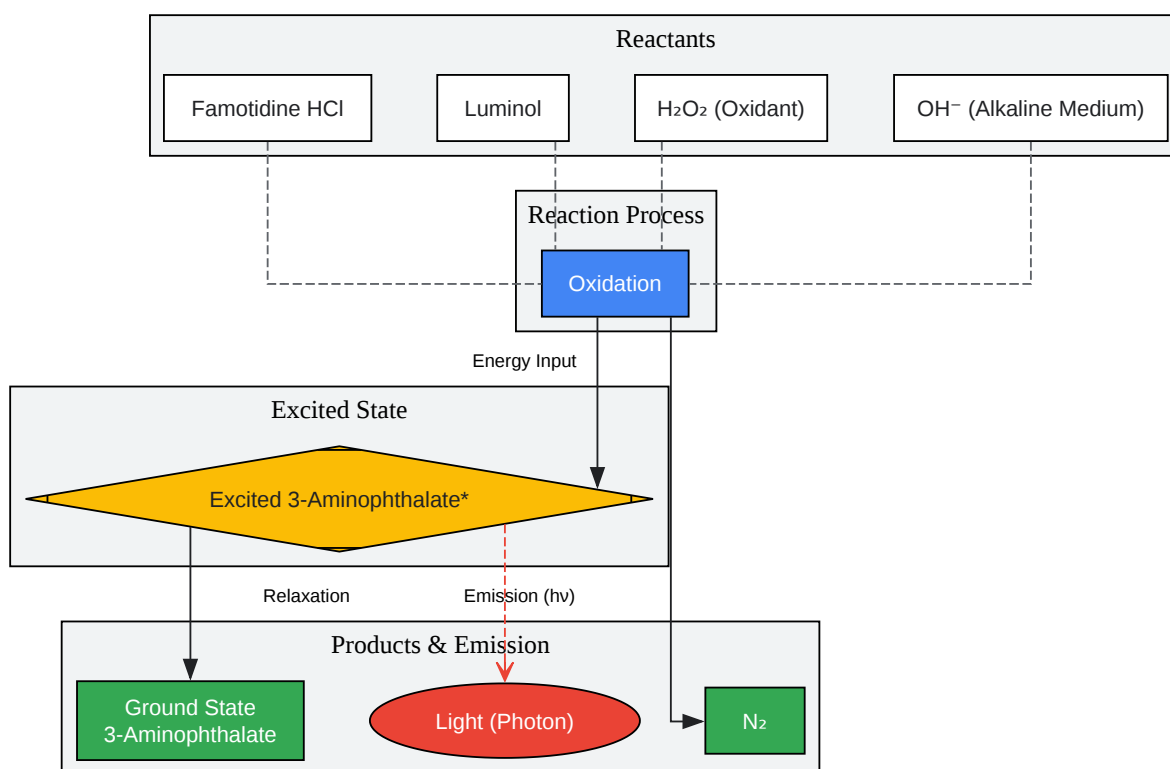 Reactants
Famotidine HCl
Luminol
H₂O₂ (Oxidant)
OH⁻ (Alkaline Medium)
Reaction Process
Oxidation
Energy Input
Excited State
Excited 3-Aminophthalate*
Relaxation
Emission (hν)
Products & Emission
Ground State
3-Aminophthalate
Light (Photon)
N₂